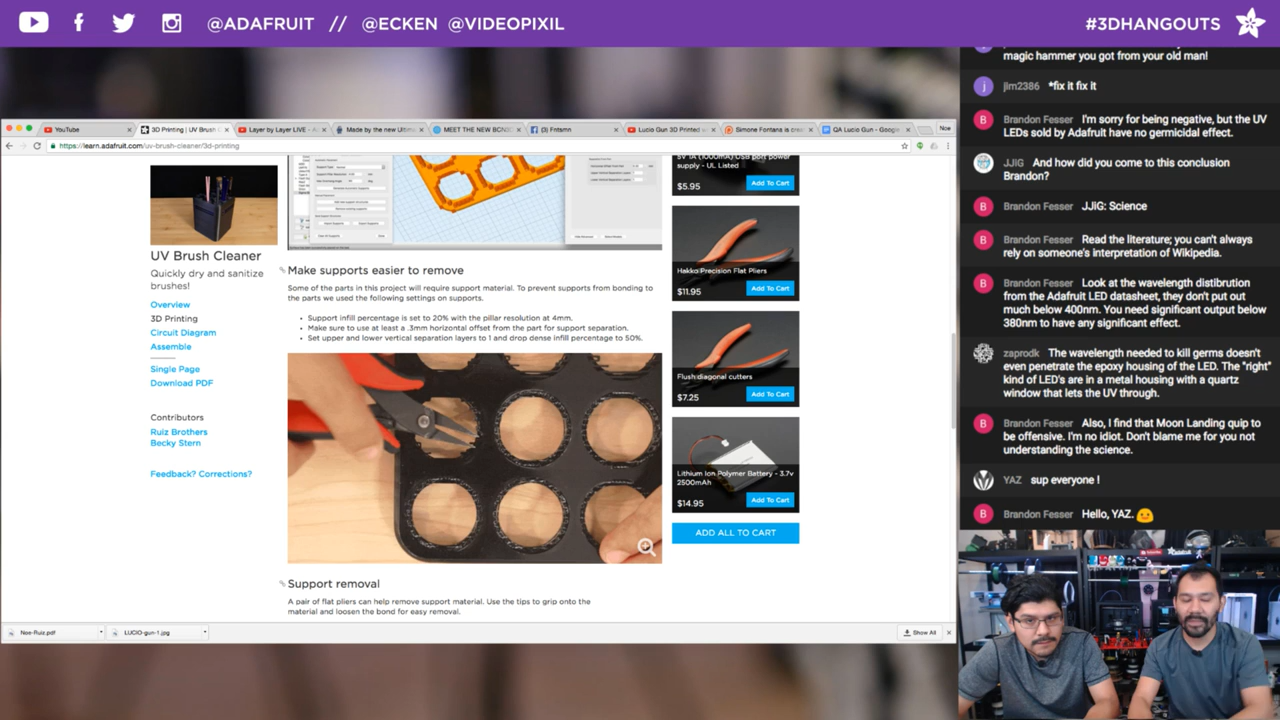 @ADAFRUIT // @ECKEN @VIDEOPIXIL
#3DHANGOUTS
YouTube
3D Printing | UV Brush
Layer by Layer LIVE - A
Made by the new Ultim
MEET THE NEW BCN3D
(3) Fntsmn
Lucio Gun 3D Printed
Simone Fontana is crea
QA Lucio Gun - Google
Noe
https://learn.adafruit.com/uv-brush-cleaner/3d-printing
UV Brush Cleaner
Quickly dry and sanitize
brushes!
Overview
3D Printing
Circuit Diagram
Assemble
Single Page
Download PDF
Contributors
Ruiz Brothers
Becky Stern
Feedback? Corrections?
Make supports easier to remove
Some of the parts in this project will require support material. To prevent supports from bonding to
the parts we used the following settings on supports.
• Support infill percentage is set to 20% with the pillar resolution at 4mm.
• Make sure to use at least a .3mm horizontal offset from the part for support separation.
• Set upper and lower vertical separation layers to 1 and drop dense infill percentage to 50%.
Support removal
A pair of flat pliers can help remove support material. Use the tips to grip onto the
material and loosen the bond for easy removal.
5V 1A (1000mA) USB port power
supply - UL Listed
$5.95
Add To Cart
Hakko Precision Flat Pliers
$11.95
Add To Cart
Flush diagonal cutters
$7.25
Add To Cart
Lithium Ion Polymer Battery - 3.7v
2500mAh
$14.95
Add To Cart
ADD ALL TO CART
Noe-Ruiz.pdf
LUCIO-gun-1.jpg
Show All
magic hammer you got from your old man!
jlm2386 *fix it fix it
Brandon Fesser I'm sorry for being negative, but the UV
LEDs sold by Adafruit have no germicidal effect.
JJIG And how did you come to this conclusion
Brandon?
Brandon Fesser JJiG: Science
Brandon Fesser Read the literature; you can't always
rely on someone's interpretation of Wikipedia.
Brandon Fesser Look at the wavelength distibrution
from the Adafruit LED datasheet, they don't put out
much below 400nm. You need significant output below
380nm to have any significant effect.
zaprodk The wavelength needed to kill germs doesn't
even penetrate the epoxy housing of the LED. The "right"
kind of LED's are in a metal housing with a quartz
window that lets the UV through.
Brandon Fesser Also, I find that Moon Landing quip to
be offensive. I'm no idiot. Don't blame me for you not
understanding the science.
YAZ sup everyone !
Brandon Fesser Hello, YAZ.